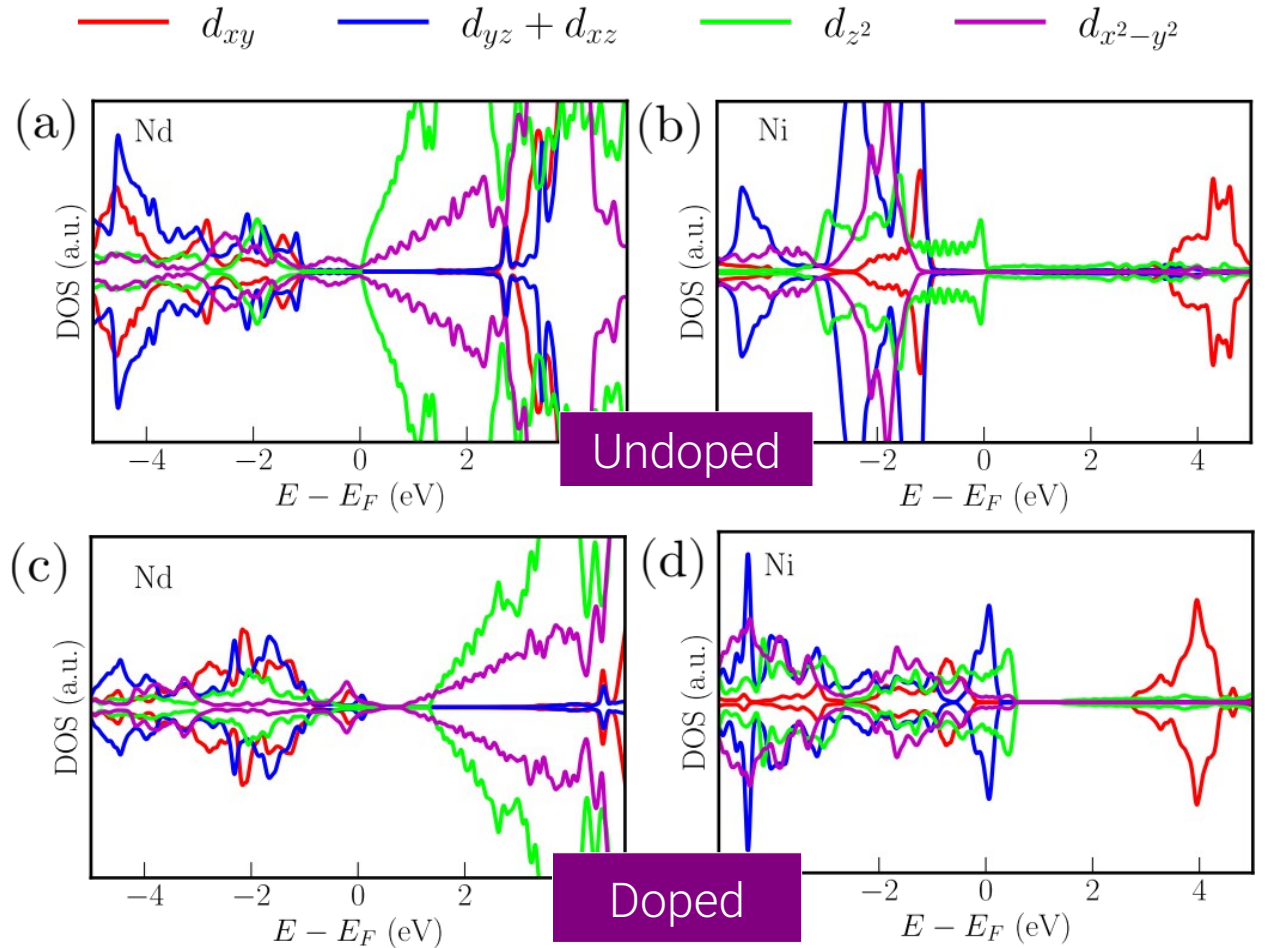 d_{xy} d_{yz} + d_{xz} d_{z^2} d_{x^2-y^2}
(a) Nd
DOS (a.u.)
−4 −2 0 2
E − E_F (eV)
(b) Ni
DOS (a.u.)
−2 0 2 4
E − E_F (eV)
Undoped
(c) Nd
DOS (a.u.)
−4 −2 0 2
E − E_F (eV)
(d) Ni
DOS (a.u.)
−2 0 2 4
E − E_F (eV)
Doped